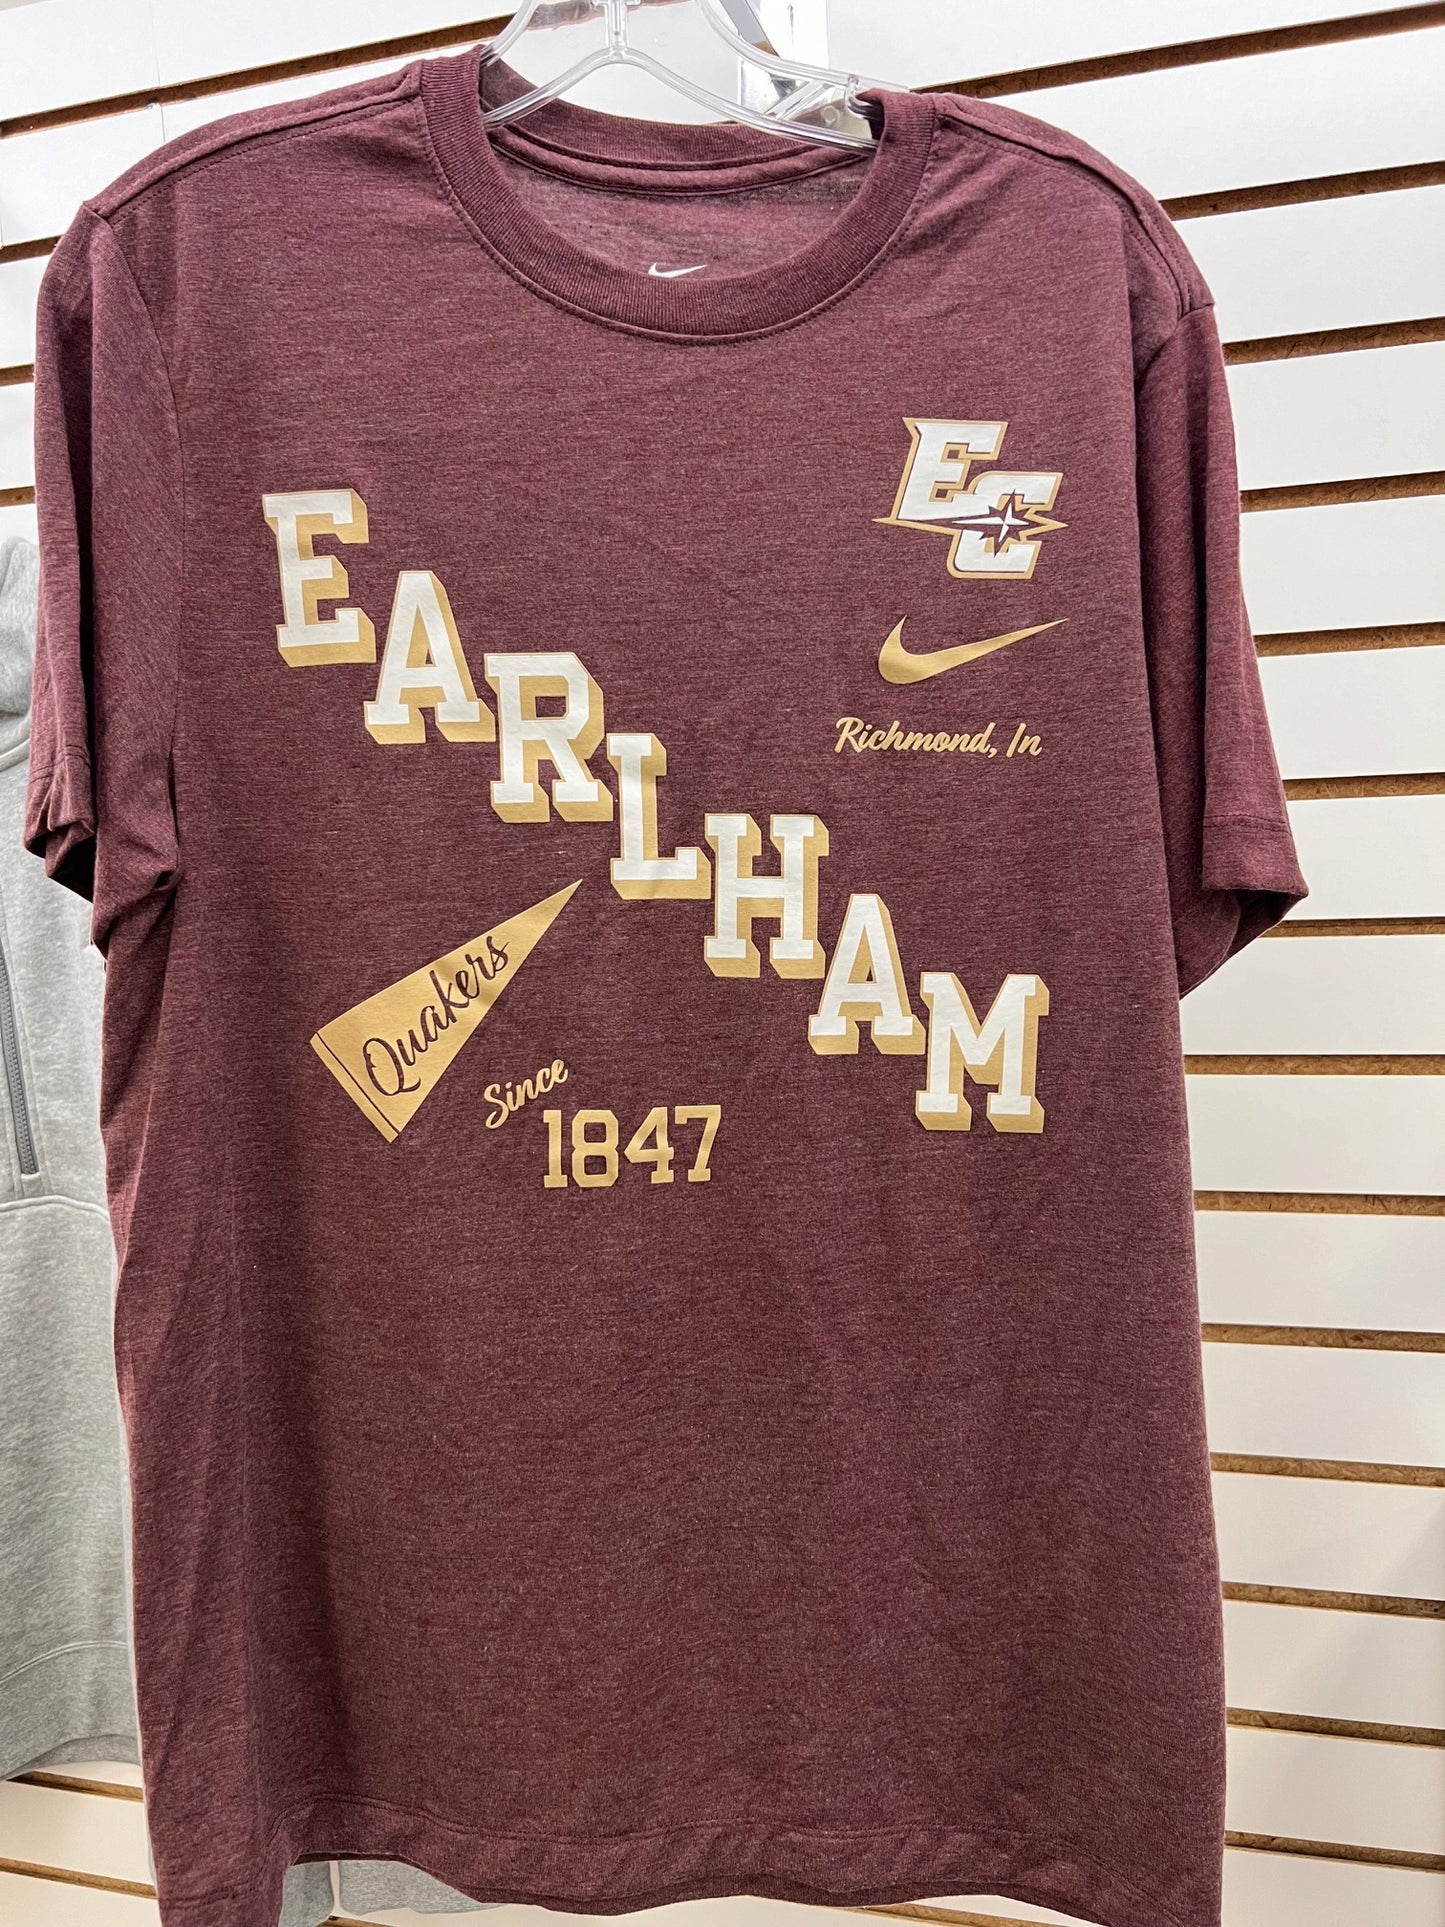 EC
Richmond, In
EARLHAM
Quakers
Since
1847